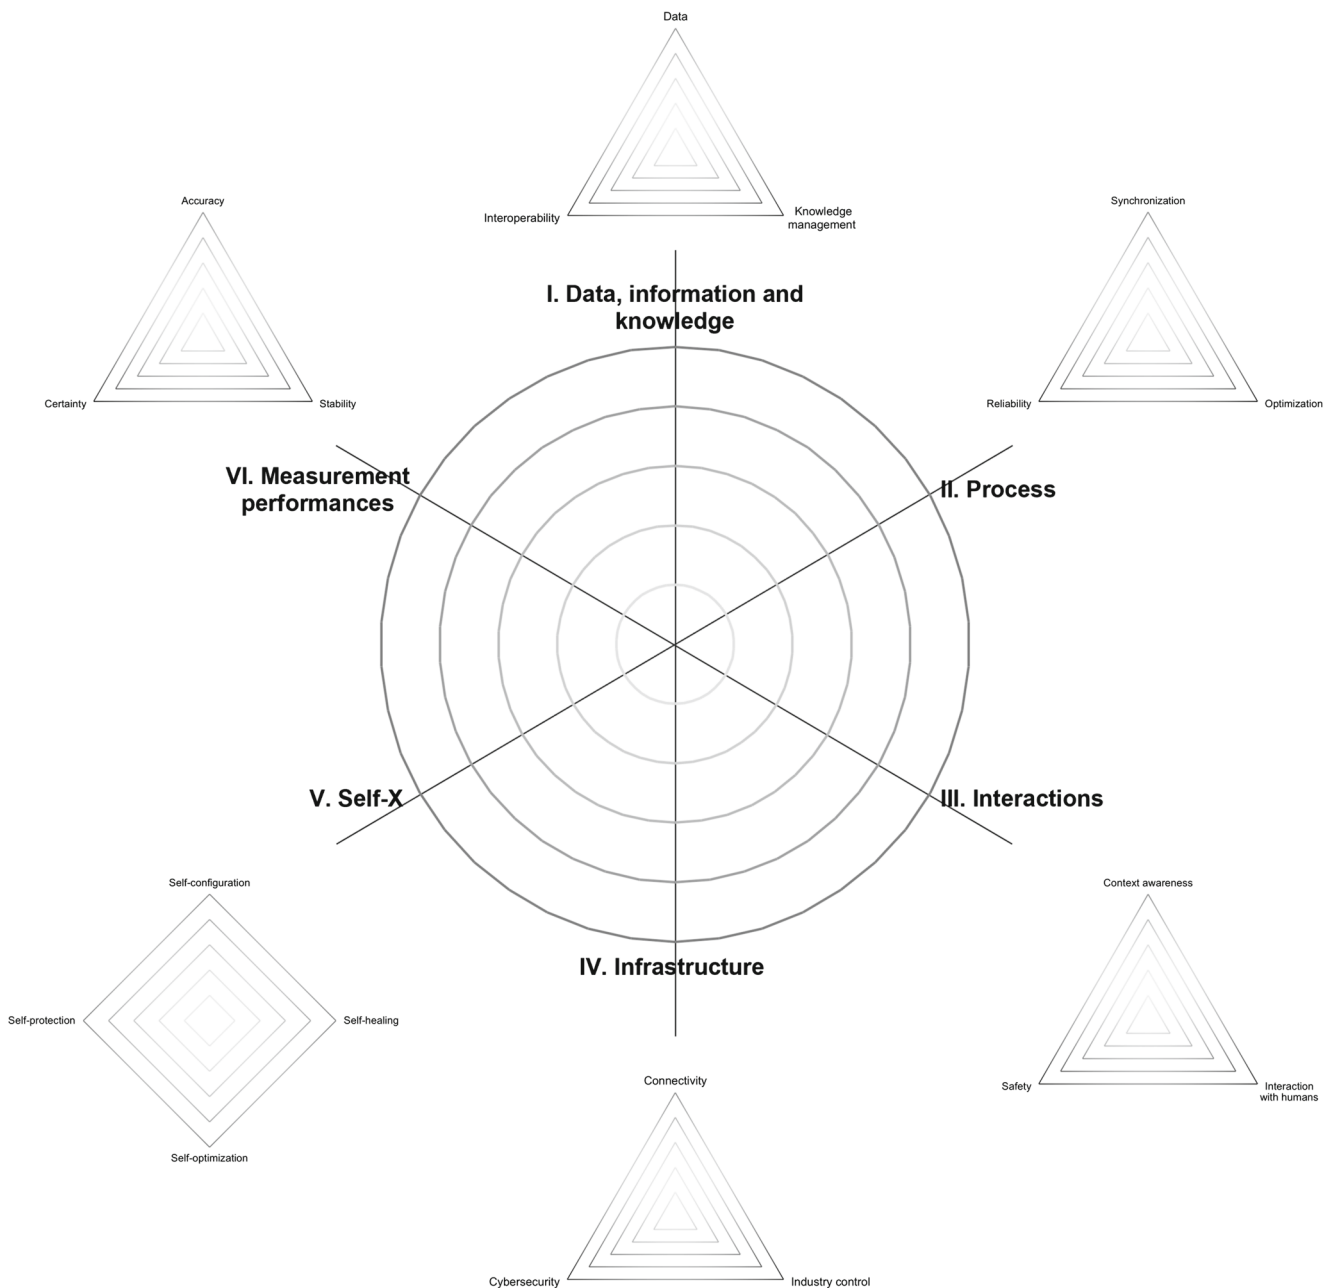 Data
Interoperability
Knowledge
management
Accuracy
Certainty
Stability
Synchronization
Reliability
Optimization
I. Data, information and
knowledge
VI. Measurement
performances
II. Process
V. Self-X
III. Interactions
IV. Infrastructure
Self-configuration
Self-protection
Self-healing
Self-optimization
Context awareness
Safety
Interaction
with humans
Connectivity
Cybersecurity
Industry control